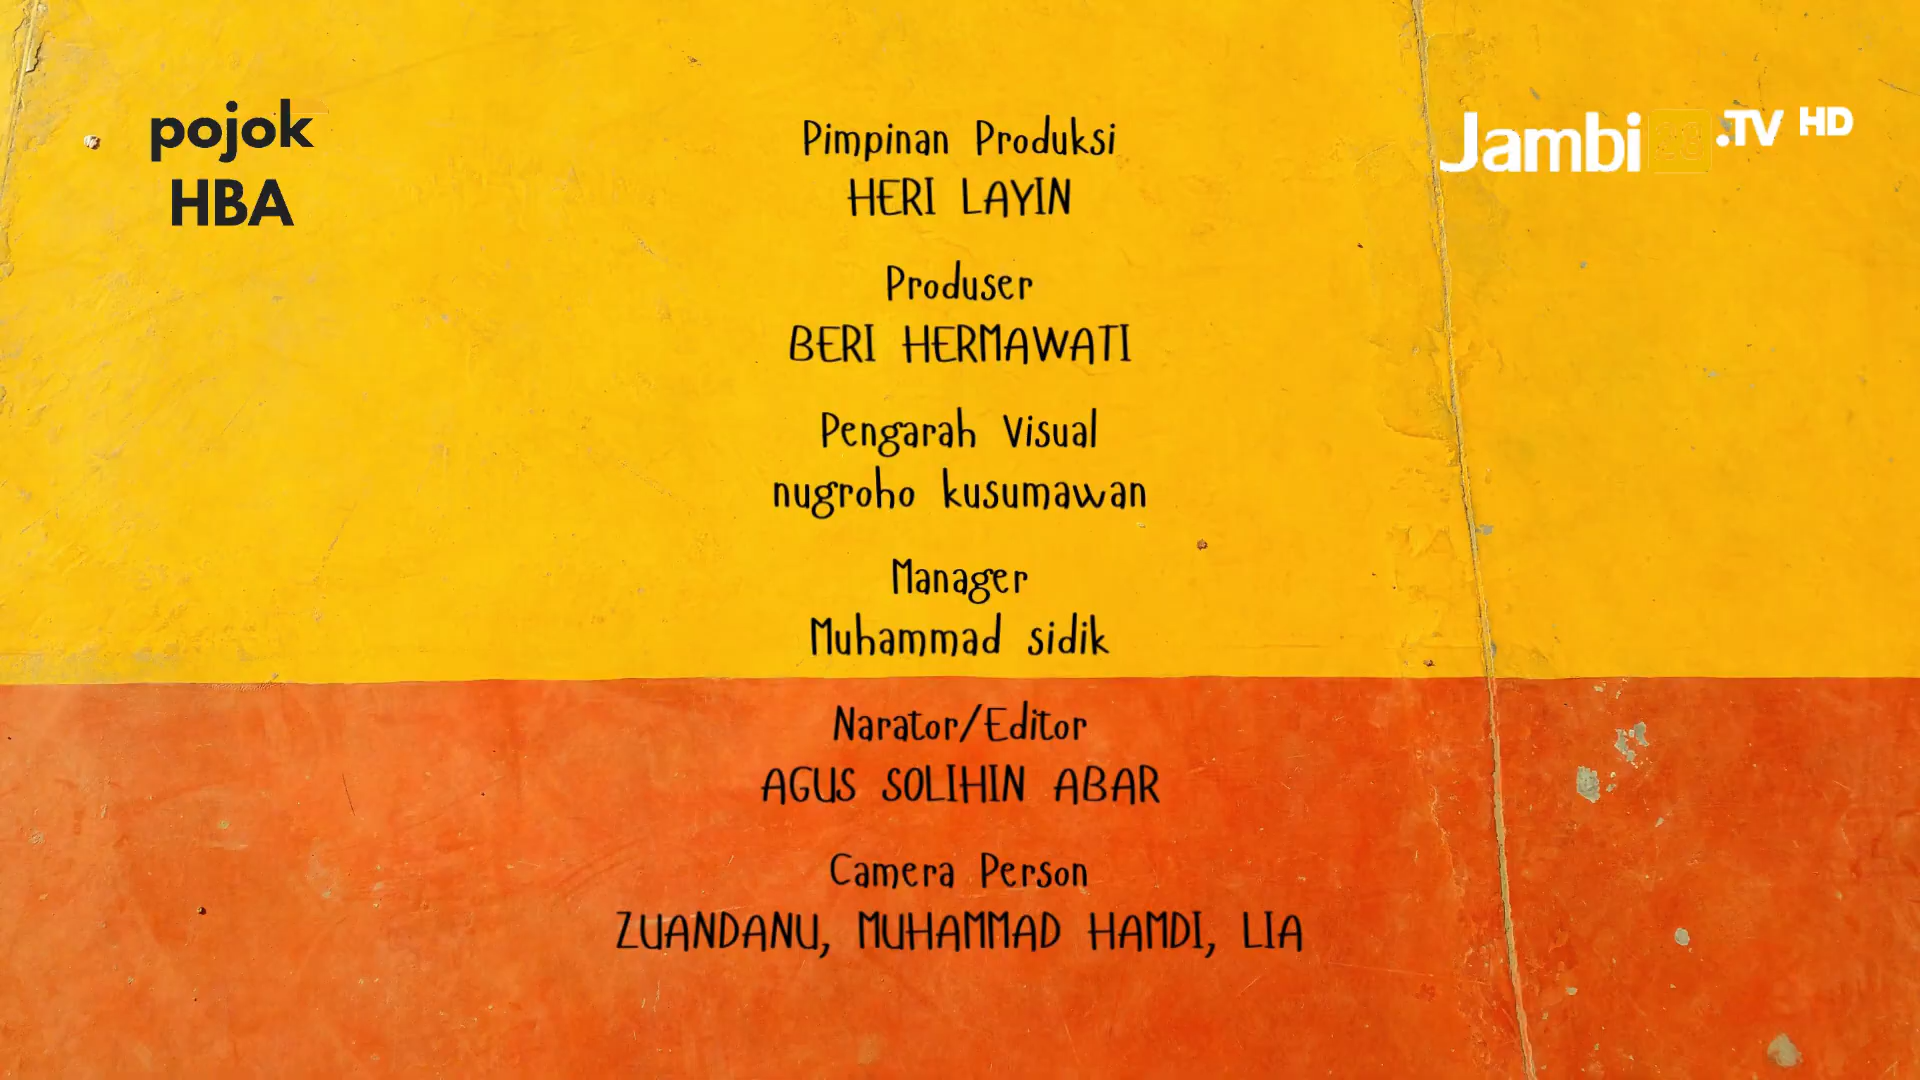 pojok
HBA
Jambi
.TV HD
Pimpinan Produksi
HERI LAYIN
Produser
BERI HERMAWATI
Pengarah Visual
nugroho kusumawan
Manager
Muhammad sidik
Narator/Editor
AGUS SOLIHIN ABAR
Camera Person
ZUANDANU, MUHAMMAD HAMDI, LIA